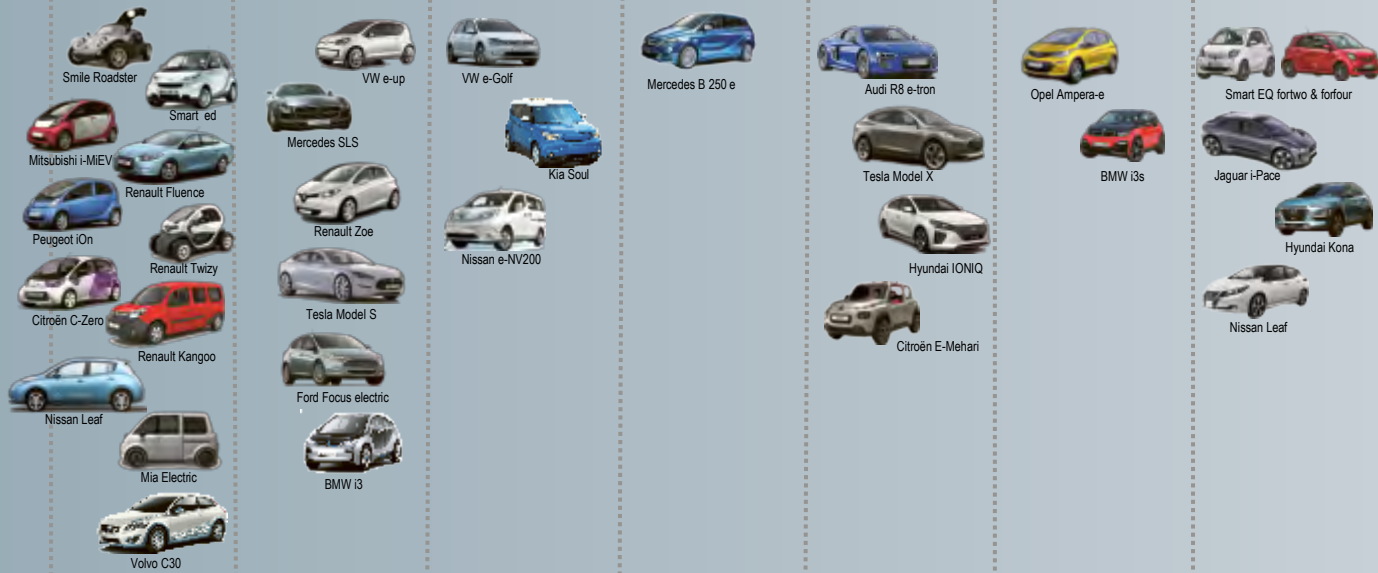 Smile Roadster
Smart ed
Mitsubishi i-MiEV
Renault Fluence
Peugeot iOn
Renault Twizy
Citroën C-Zero
Renault Kangoo
Nissan Leaf
Mia Electric
Volvo C30
VW e-up
Mercedes SLS
Renault Zoe
Tesla Model S
Ford Focus electric
BMW i3
VW e-Golf
Kia Soul
Nissan e-NV200
Mercedes B 250 e
Audi R8 e-tron
Tesla Model X
Hyundai IONIQ
Citroën E-Mehari
Opel Ampera-e
BMW i3s
Smart EQ fortwo & forfour
Jaguar i-Pace
Hyundai Kona
Nissan Leaf